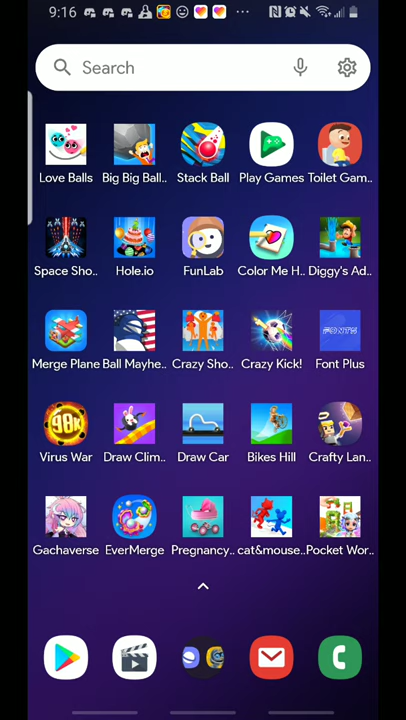 9:16
Search
Love Balls Big Big Ball.. Stack Ball Play Games Toilet Gam..
Space Sho.. Hole.io FunLab Color Me H.. Diggy's Ad..
Merge Plane Ball Mayhe.. Crazy Sho.. Crazy Kick! Font Plus
Virus War Draw Clim.. Draw Car Bikes Hill Crafty Lan..
Gachaverse EverMerge Pregnancy.. cat&mouse.. Pocket Wor..
FONTS
98K